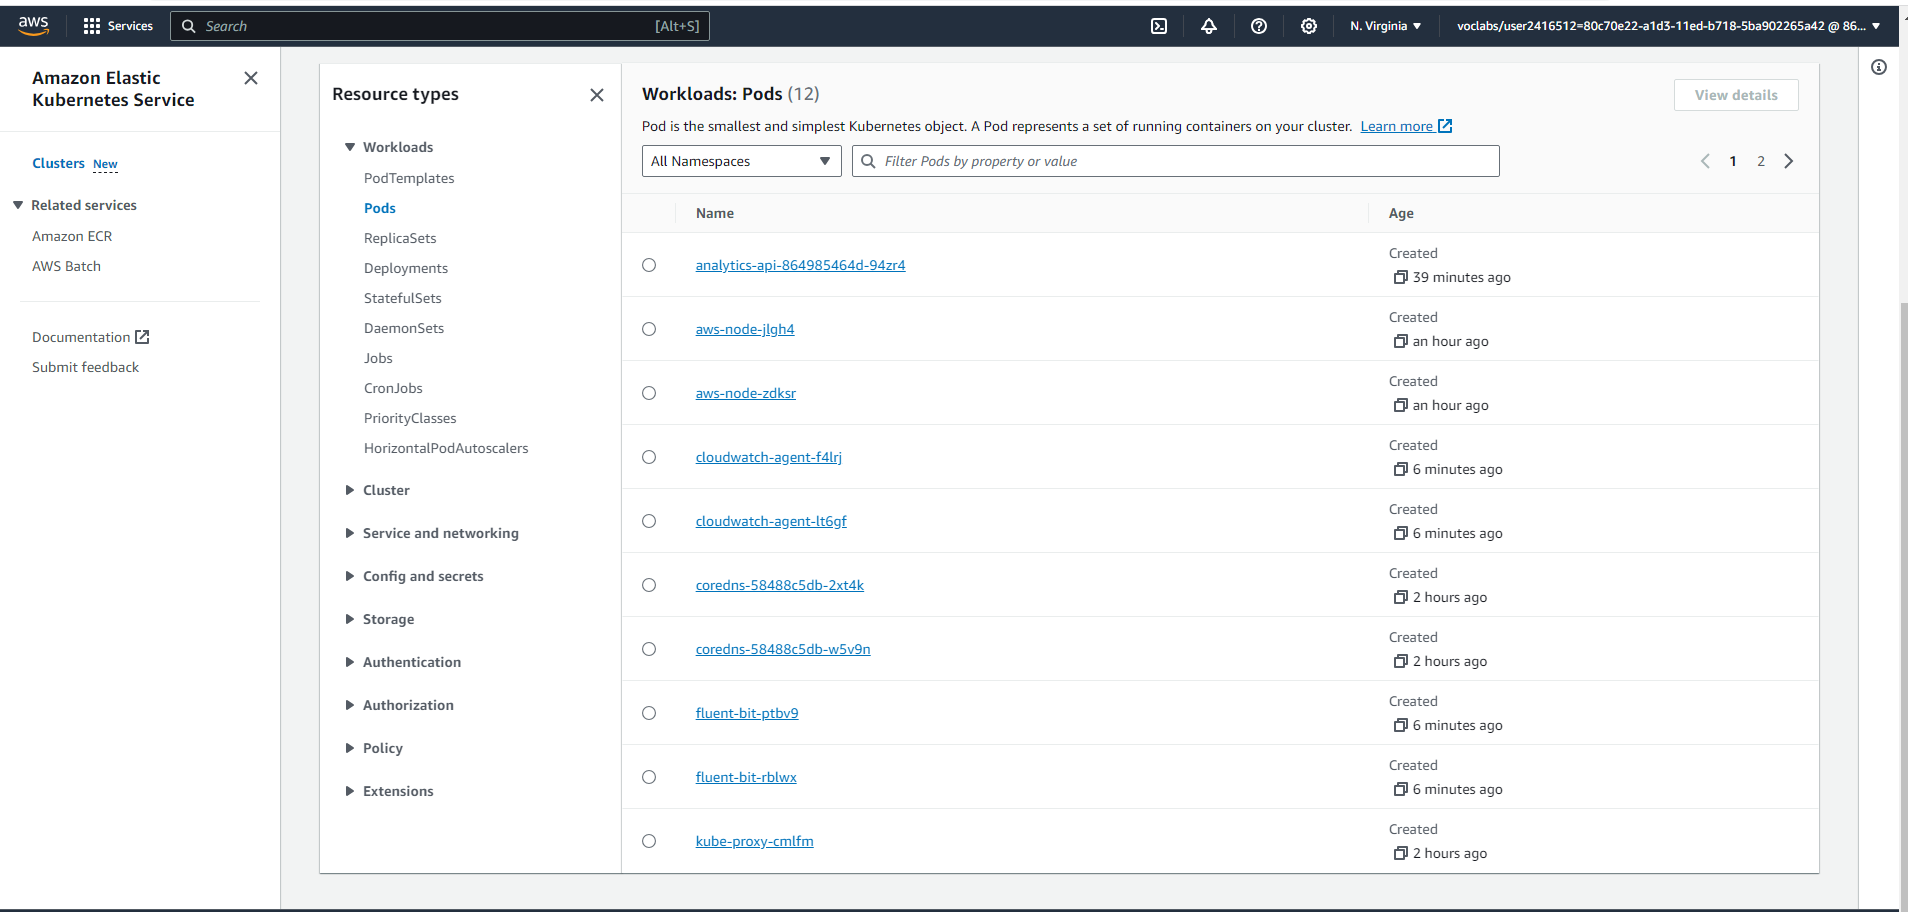 aws
Services
Search
[Alt+S]
N. Virginia
voclabs/user2416512=80c70e22-a1d3-11ed-b718-5ba902265a42 @ 86...
Amazon Elastic
Kubernetes Service
Clusters New
Related services
Amazon ECR
AWS Batch
Documentation
Submit feedback
Resource types
Workloads
PodTemplates
Pods
ReplicaSets
Deployments
StatefulSets
DaemonSets
Jobs
CronJobs
PriorityClasses
HorizontalPodAutoscalers
Cluster
Service and networking
Config and secrets
Storage
Authentication
Authorization
Policy
Extensions
Workloads: Pods (12)
View details
Pod is the smallest and simplest Kubernetes object. A Pod represents a set of running containers on your cluster. Learn more
All Namespaces
Filter Pods by property or value
1 2
Name Age
analytics-api-864985464d-94zr4
Created
39 minutes ago
aws-node-jlgh4
Created
an hour ago
aws-node-zdksr
Created
an hour ago
cloudwatch-agent-f4lrj
Created
6 minutes ago
cloudwatch-agent-lt6gf
Created
6 minutes ago
coredns-58488c5db-2xt4k
Created
2 hours ago
coredns-58488c5db-w5v9n
Created
2 hours ago
fluent-bit-ptbv9
Created
6 minutes ago
fluent-bit-rblwx
Created
6 minutes ago
kube-proxy-cmlfm
Created
2 hours ago